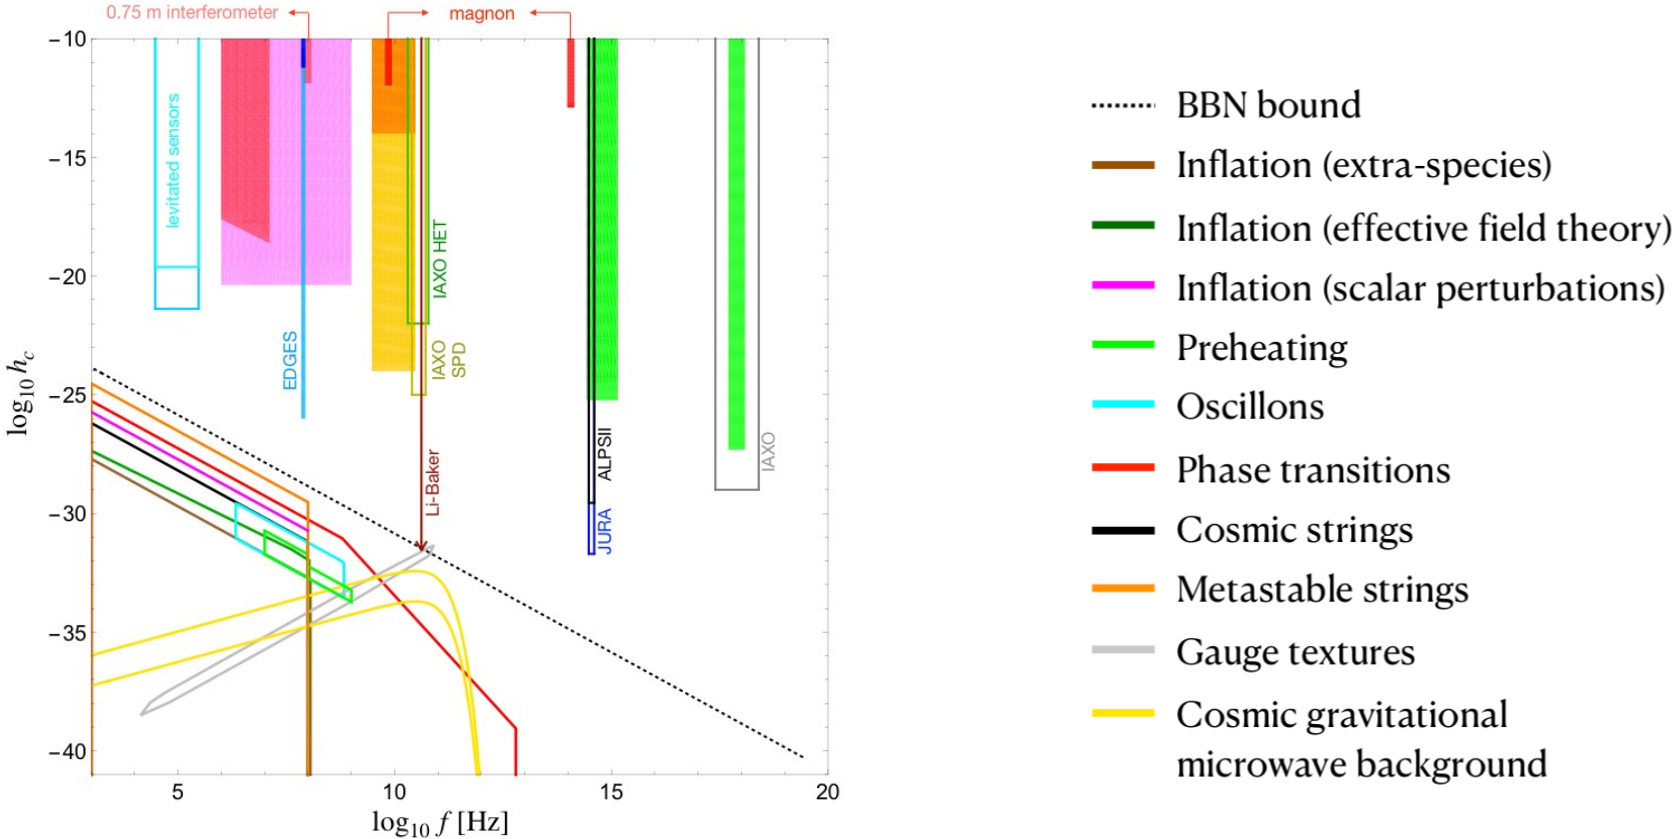 0.75 m interferometer
magnon
−10
−15
−20
−25
−30
−35
−40
log10 hc
levitated sensors
EDGES
IAXO HET
IAXO
SPD
Li-Baker
ALPSII
JURA
IAXO
5
10
15
20
log10 f [Hz]
BBN bound
Inflation (extra-species)
Inflation (effective field theory)
Inflation (scalar perturbations)
Preheating
Oscillons
Phase transitions
Cosmic strings
Metastable strings
Gauge textures
Cosmic gravitational
microwave background